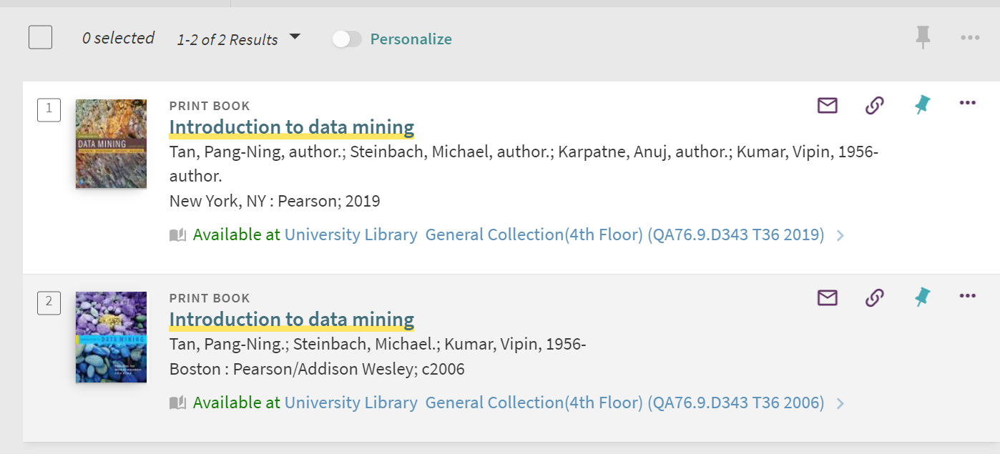 0 selected 1-2 of 2 Results Personalize
1
DATA MINING
PRINT BOOK
Introduction to data mining
Tan, Pang-Ning, author.; Steinbach, Michael, author.; Karpatne, Anuj, author.; Kumar, Vipin, 1956-
author.
New York, NY : Pearson; 2019
Available at University Library General Collection(4th Floor) (QA76.9.D343 T36 2019)
2
DATA MINING
PRINT BOOK
Introduction to data mining
Tan, Pang-Ning.; Steinbach, Michael.; Kumar, Vipin, 1956-
Boston : Pearson/Addison Wesley; c2006
Available at University Library General Collection(4th Floor) (QA76.9.D343 T36 2006)